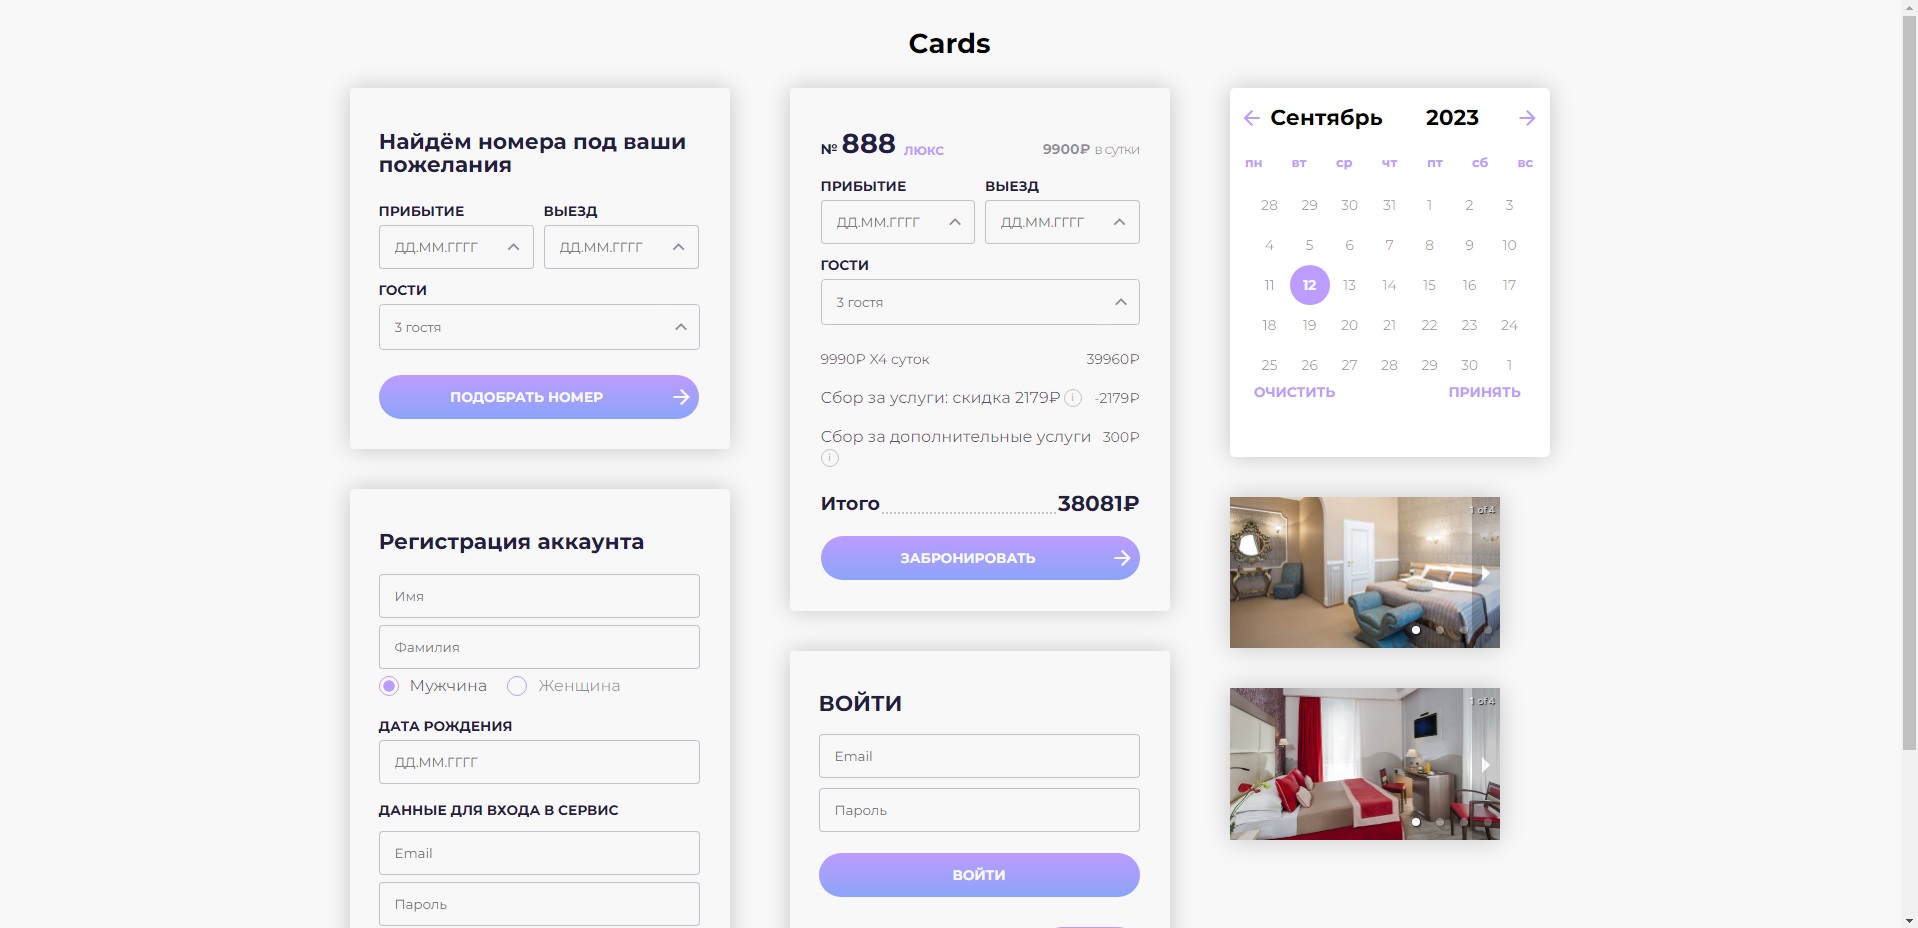 Cards
Найдём номера под ваши
пожелания
ПРИБЫТИЕ ВЫЕЗД
ДД.ММ.ГГГГ ДД.ММ.ГГГГ
ГОСТИ
3 гостя
ПОДОБРАТЬ НОМЕР
Регистрация аккаунта
Имя
Фамилия
Мужчина Женщина
ДАТА РОЖДЕНИЯ
ДД.ММ.ГГГГ
ДАННЫЕ ДЛЯ ВХОДА В СЕРВИС
Email
Пароль
№ 888 ЛЮКС 9900₽ в сутки
ПРИБЫТИЕ ВЫЕЗД
ДД.ММ.ГГГГ ДД.ММ.ГГГГ
ГОСТИ
3 гостя
9990₽ X4 суток 39960₽
Сбор за услуги: скидка 2179₽ i -2179₽
Сбор за дополнительные услуги 300₽
i
Итого 38081₽
ЗАБРОНИРОВАТЬ
ВОЙТИ
Email
Пароль
ВОЙТИ
Сентябрь 2023
пн вт ср чт пт сб вс
28 29 30 31 1 2 3
4 5 6 7 8 9 10
11 12 13 14 15 16 17
18 19 20 21 22 23 24
25 26 27 28 29 30 1
ОЧИСТИТЬ ПРИНЯТЬ
1 of 4
1 of 4